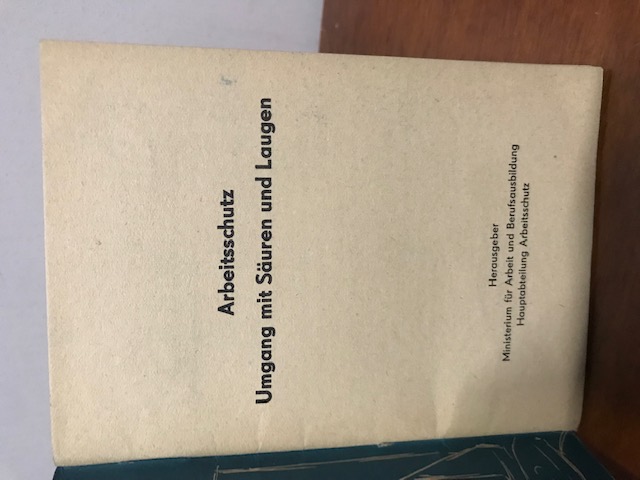 Arbeitsschutz
Umgang mit Säuren und Laugen
Herausgeber
Ministerium für Arbeit und Berufsausbildung
Hauptabteilung Arbeitsschutz